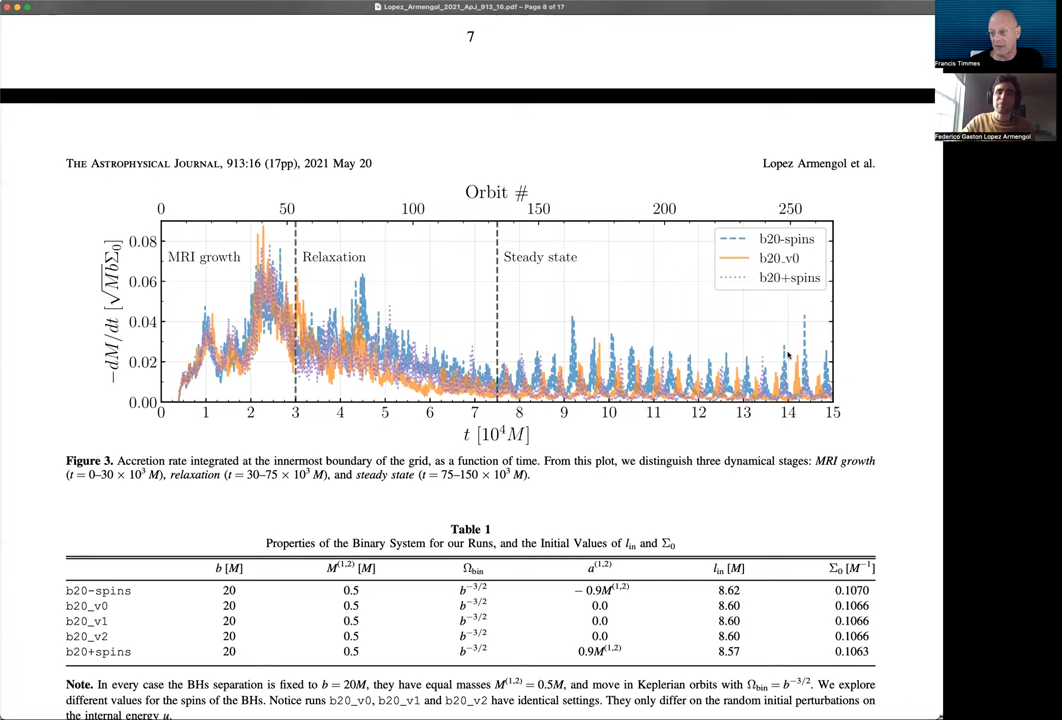 Lopez_Armengol_2021_ApJ_913_16.pdf – Page 8 of 17
Francis Timmes
Federico Gaston Lopez Armengol
7
THE ASTROPHYSICAL JOURNAL, 913:16 (17pp), 2021 May 20
Lopez Armengol et al.
Orbit #
0 50 100 150 200 250
−dM/dt [√MbΣ₀]
0.08
0.06
0.04
0.02
0.00
MRI growth
Relaxation
Steady state
b20-spins
b20_v0
b20+spins
0 1 2 3 4 5 6 7 8 9 10 11 12 13 14 15
t [10⁴M]
Figure 3. Accretion rate integrated at the innermost boundary of the grid, as a function of time. From this plot, we distinguish three dynamical stages: MRI growth
(t = 0–30 × 10³ M), relaxation (t = 30–75 × 10³ M), and steady state (t = 75–150 × 10³ M).
Table 1
Properties of the Binary System for our Runs, and the Initial Values of l_in and Σ₀
b [M] M^(1,2) [M] Ω_bin a^(1,2) l_in [M] Σ₀ [M⁻¹]
b20-spins 20 0.5 b^−3/2 − 0.9M^(1,2) 8.62 0.1070
b20_v0 20 0.5 b^−3/2 0.0 8.60 0.1066
b20_v1 20 0.5 b^−3/2 0.0 8.60 0.1066
b20_v2 20 0.5 b^−3/2 0.0 8.60 0.1066
b20+spins 20 0.5 b^−3/2 0.9M^(1,2) 8.57 0.1063
Note. In every case the BHs separation is fixed to b = 20M, they have equal masses M^(1,2) = 0.5M, and move in Keplerian orbits with Ω_bin = b^−3/2. We explore
different values for the spins of the BHs. Notice runs b20_v0, b20_v1 and b20_v2 have identical settings. They only differ on the random initial perturbations on
the internal energy u.